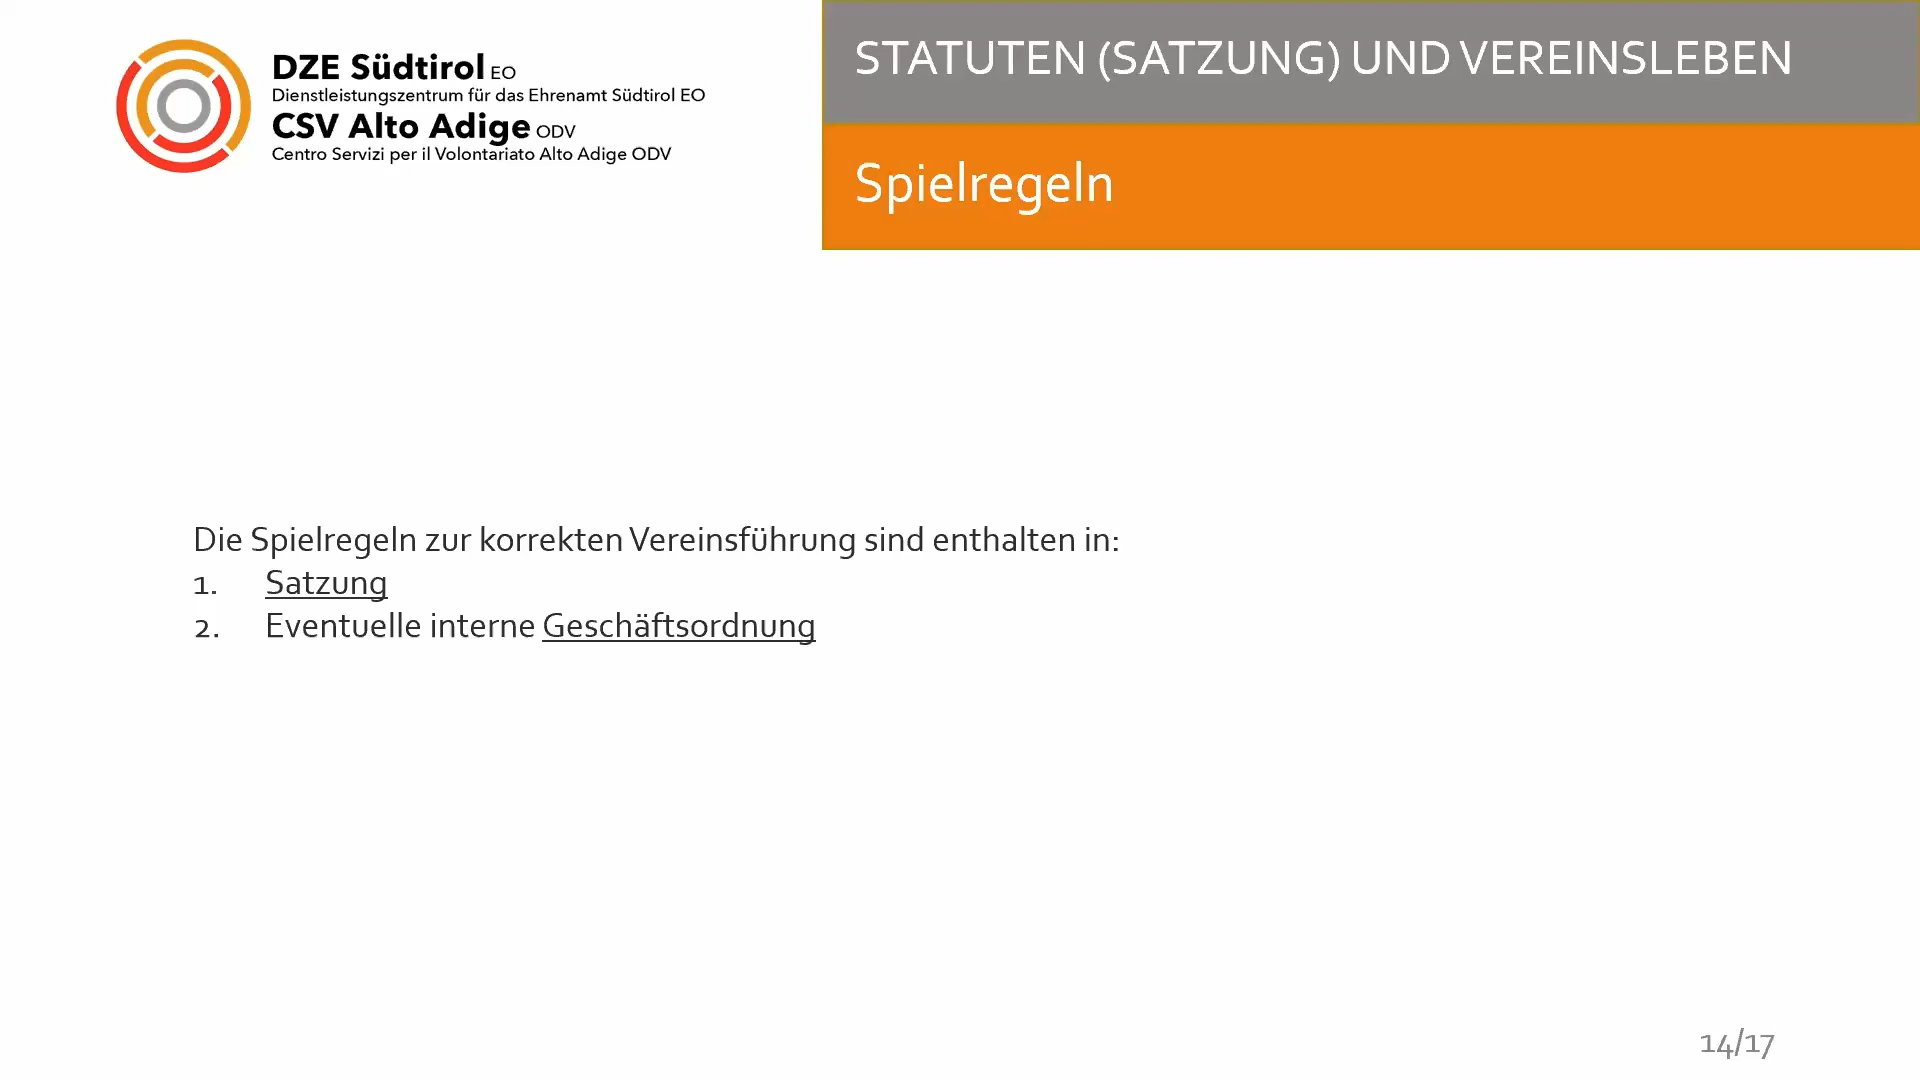 DZE Südtirol EO
Dienstleistungszentrum für das Ehrenamt Südtirol EO
CSV Alto Adige ODV
Centro Servizi per il Volontariato Alto Adige ODV
STATUTEN (SATZUNG) UND VEREINSLEBEN
Spielregeln
Die Spielregeln zur korrekten Vereinsführung sind enthalten in:
1. Satzung
2. Eventuelle interne Geschäftsordnung
14/17